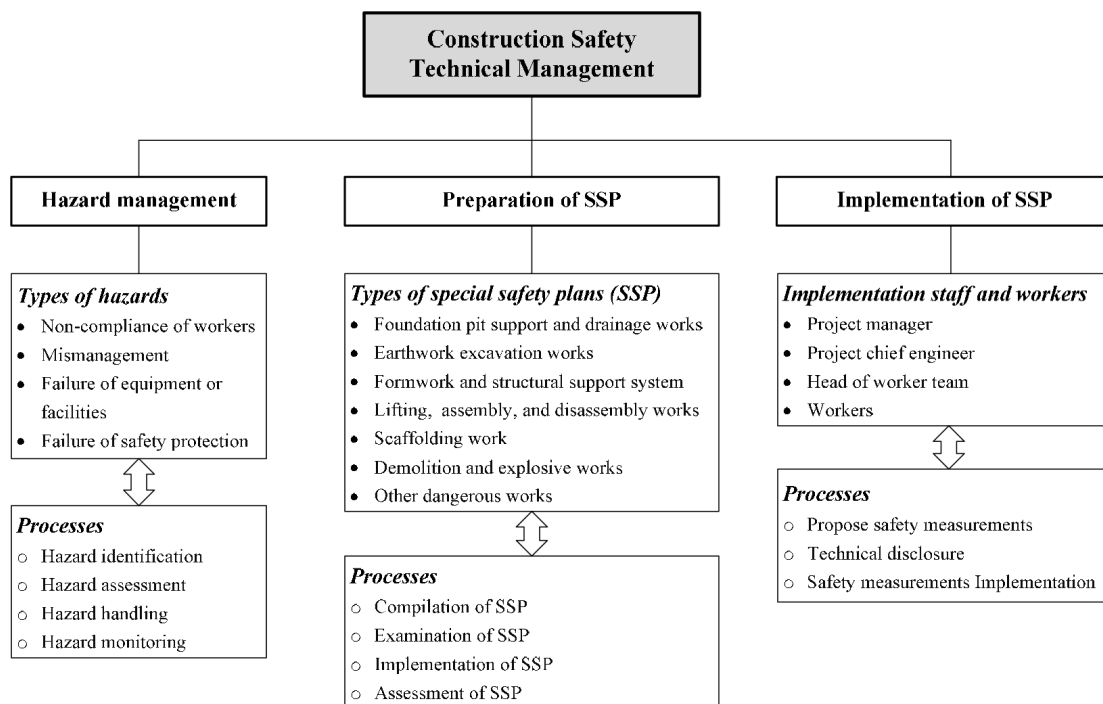 Construction Safety
Technical Management
Hazard management
Preparation of SSP
Implementation of SSP
Types of hazards
• Non-compliance of workers
• Mismanagement
• Failure of equipment or
facilities
• Failure of safety protection
Processes
○ Hazard identification
○ Hazard assessment
○ Hazard handling
○ Hazard monitoring
Types of special safety plans (SSP)
• Foundation pit support and drainage works
• Earthwork excavation works
• Formwork and structural support system
• Lifting, assembly, and disassembly works
• Scaffolding work
• Demolition and explosive works
• Other dangerous works
Processes
○ Compilation of SSP
○ Examination of SSP
○ Implementation of SSP
○ Assessment of SSP
Implementation staff and workers
• Project manager
• Project chief engineer
• Head of worker team
• Workers
Processes
○ Propose safety measurements
○ Technical disclosure
○ Safety measurements Implementation